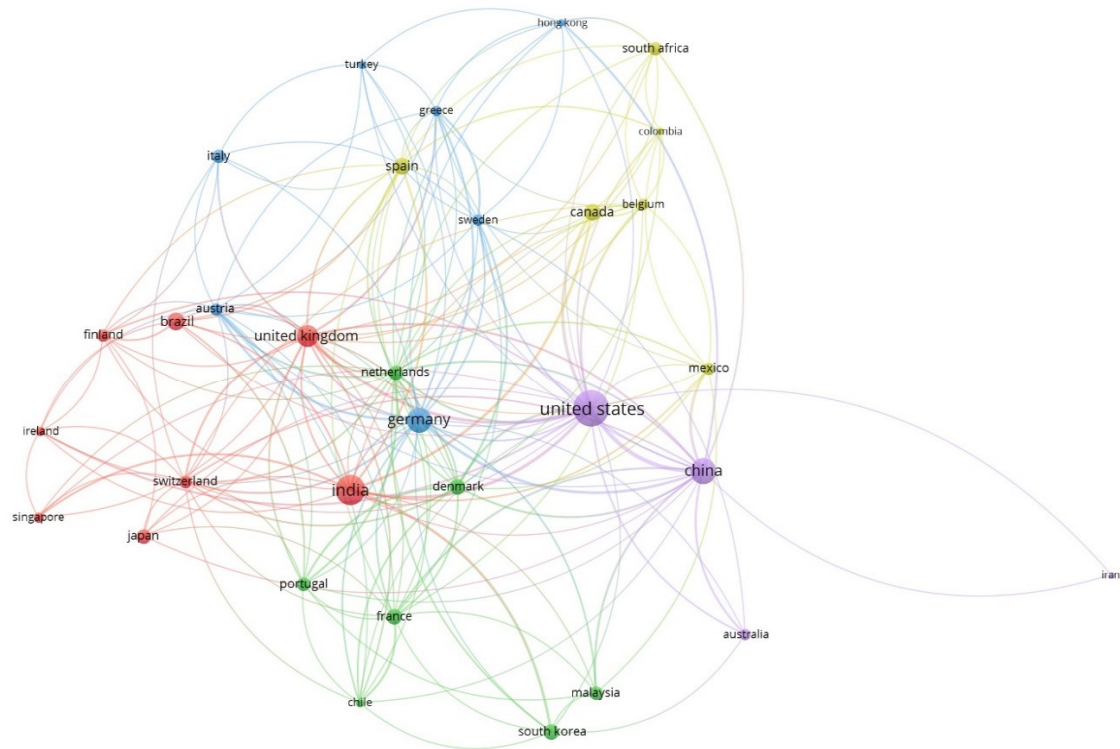 hong kong
south africa
turkey
greece
colombia
italy
spain
belgium
canada
sweden
austria
brazil
finland
united kingdom
netherlands
mexico
united states
germany
ireland
china
switzerland
denmark
india
singapore
japan
iran
portugal
france
australia
malaysia
chile
south korea